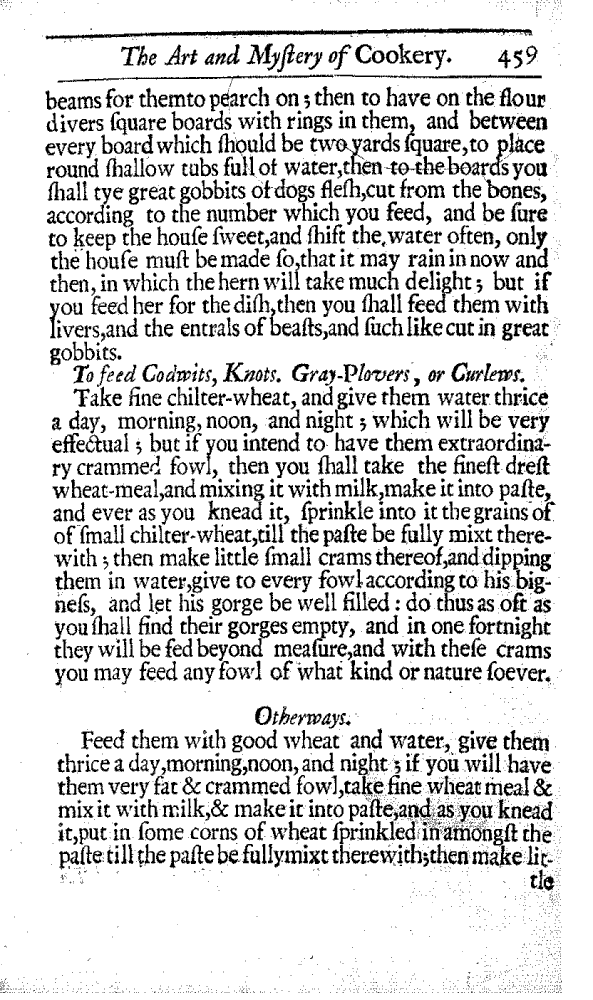 The Art and Myſtery of Cookery. 459
beams for themto pearch on; then to have on the flour
divers ſquare boards with rings in them, and between
every board which ſhould be two yards ſquare,to place
round ſhallow tubs full of water,then to the boards you
ſhall tye great gobbits of dogs fleſh,cut from the bones,
according to the number which you feed, and be ſure
to keep the houſe ſweet,and ſhift the water often, only
the houſe muſt be made ſo,that it may rain in now and
then, in which the hern will take much delight; but if
you feed her for the diſh,then you ſhall feed them with
livers,and the entrals of beaſts,and ſuch like cut in great
gobbits.
To feed Codwits, Knots. Gray-Plovers, or Curlews.
Take fine chilter-wheat, and give them water thrice
a day, morning, noon, and night; which will be very
effectual; but if you intend to have them extraordina-
ry crammed fowl, then you ſhall take the fineſt dreſt
wheat-meal,and mixing it with milk,make it into paſte,
and ever as you knead it, ſprinkle into it the grains of
of ſmall chilter-wheat,till the paſte be fully mixt there-
with; then make little ſmall crams thereof,and dipping
them in water,give to every fowl according to his big-
neſs, and let his gorge be well filled: do thus as oft as
you ſhall find their gorges empty, and in one fortnight
they will be fed beyond meaſure,and with theſe crams
you may feed any fowl of what kind or nature ſoever.
Otherways.
Feed them with good wheat and water, give them
thrice a day,morning,noon, and night; if you will have
them very fat & crammed fowl,take fine wheat meal &
mix it with milk,& make it into paſte,and as you knead
it,put in ſome corns of wheat ſprinkled in amongſt the
paſte till the paſte be fullymixt therewith;then make lit-
tle